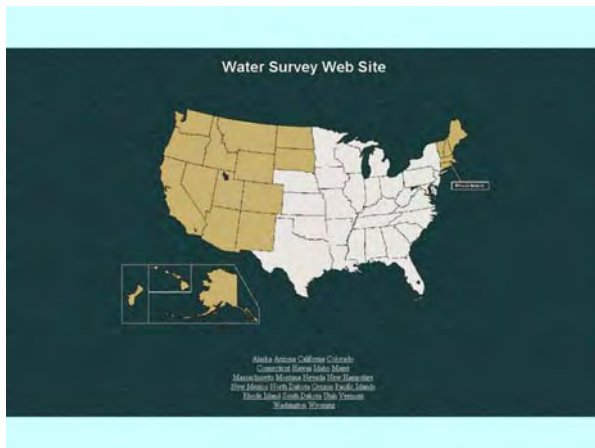 Water Survey Web Site
Rhode Island
Alaska Arizona California Colorado
Connecticut Hawaii Idaho Maine
Massachusetts Montana Nevada New Hampshire
New Mexico North Dakota Oregon Pacific Islands
Rhode Island South Dakota Utah Vermont
Washington Wyoming